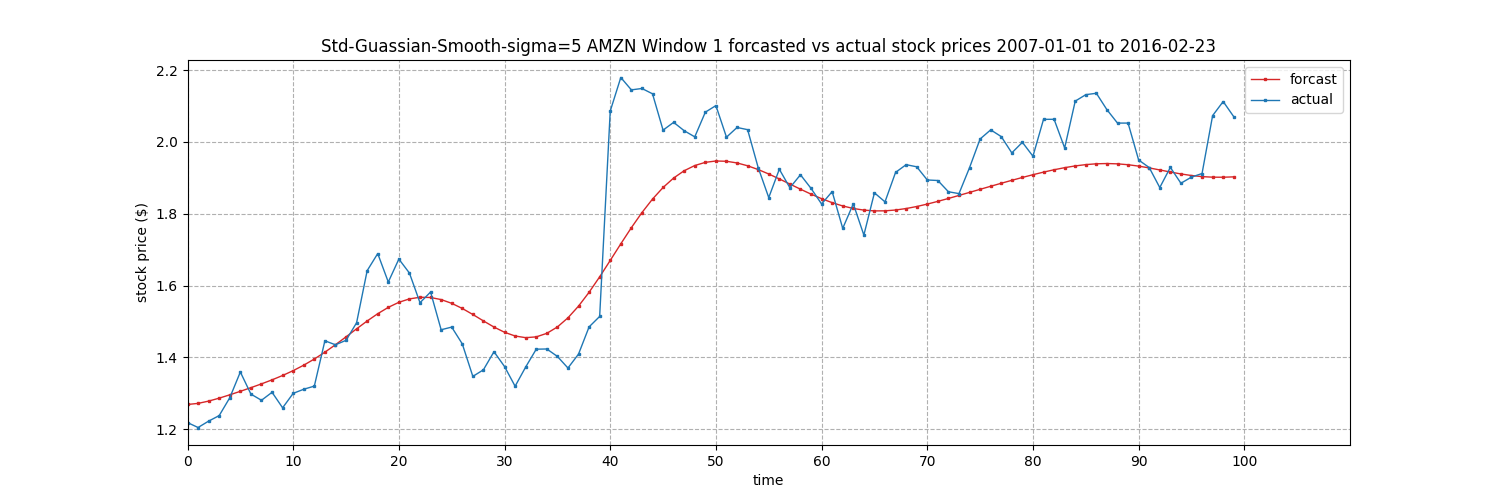 Std-Guassian-Smooth-sigma=5 AMZN Window 1 forcasted vs actual stock prices 2007-01-01 to 2016-02-23
forcast
actual
stock price ($)
2.2
2.0
1.8
1.6
1.4
1.2
0 10 20 30 40 50 60 70 80 90 100
time